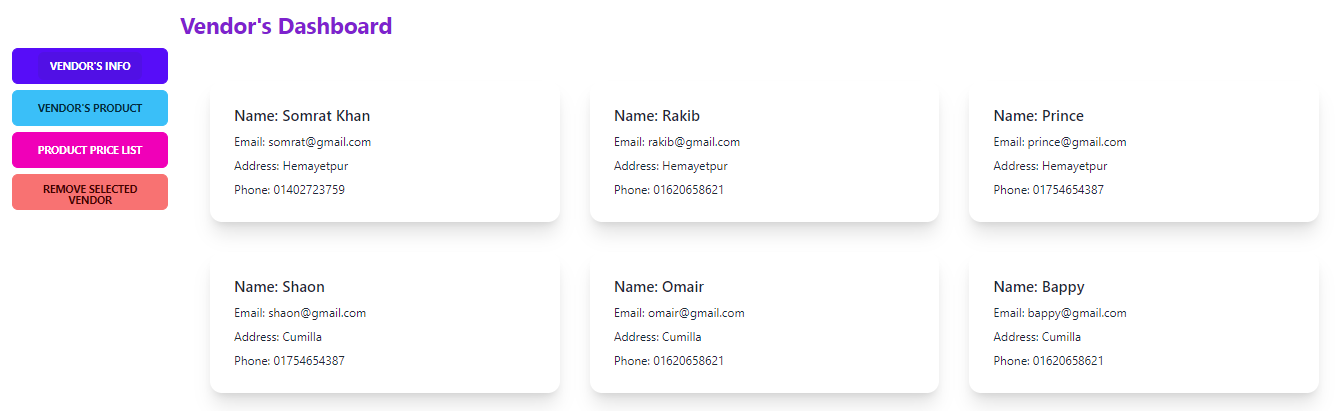 Vendor's Dashboard
VENDOR'S INFO
VENDOR'S PRODUCT
PRODUCT PRICE LIST
REMOVE SELECTED
VENDOR
Name: Somrat Khan
Email: somrat@gmail.com
Address: Hemayetpur
Phone: 01402723759
Name: Rakib
Email: rakib@gmail.com
Address: Hemayetpur
Phone: 01620658621
Name: Prince
Email: prince@gmail.com
Address: Hemayetpur
Phone: 01754654387
Name: Shaon
Email: shaon@gmail.com
Address: Cumilla
Phone: 01754654387
Name: Omair
Email: omair@gmail.com
Address: Cumilla
Phone: 01620658621
Name: Bappy
Email: bappy@gmail.com
Address: Cumilla
Phone: 01620658621